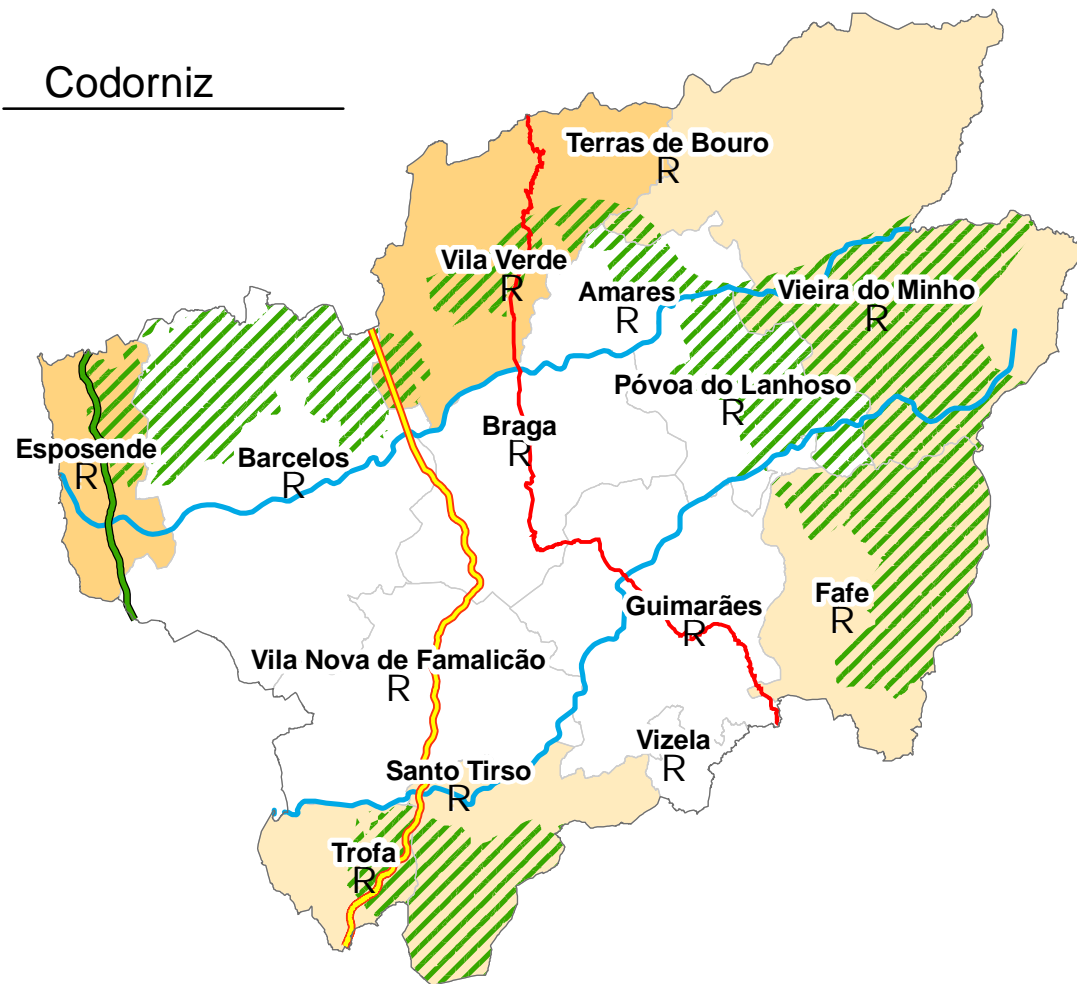 Codorniz
Terras de Bouro
R
Vila Verde
R
Amares
R
Vieira do Minho
R
Póvoa do Lanhoso
R
Braga
R
Esposende
R
Barcelos
R
Guimarães
R
Fafe
R
Vila Nova de Famalicão
R
Vizela
R
Santo Tirso
R
Trofa
R